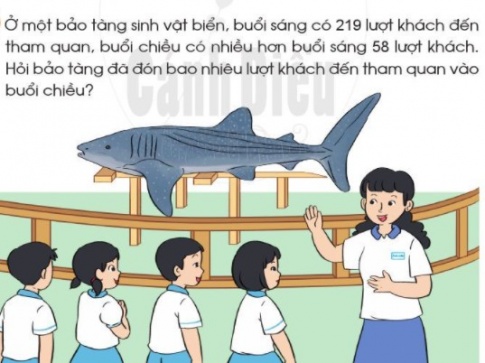 Ở một bảo tàng sinh vật biển, buổi sáng có 219 lượt khách đến
tham quan, buổi chiều có nhiều hơn buổi sáng 58 lượt khách.
Hỏi bảo tàng đã đón bao nhiêu lượt khách đến tham quan vào
buổi chiều?
Cánh Diều